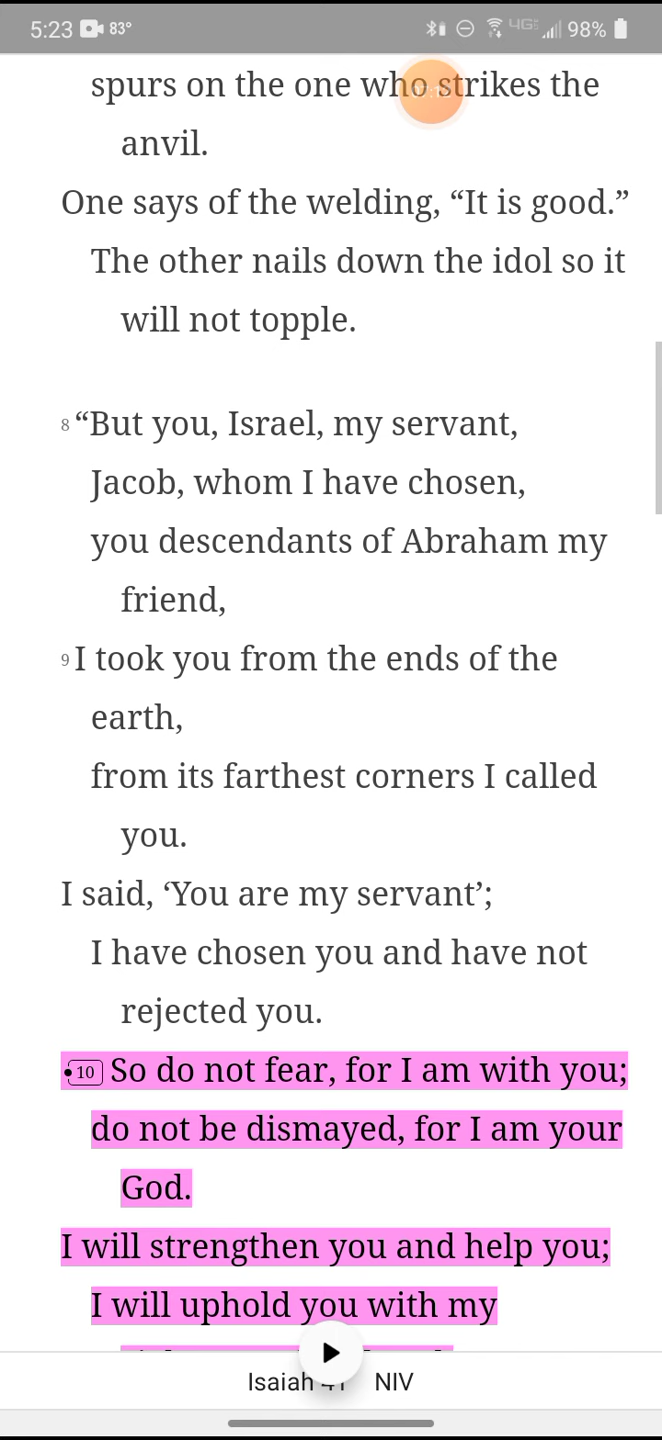 5:23 83° 4G 98%
spurs on the one who strikes the
anvil.
One says of the welding, “It is good.”
The other nails down the idol so it
will not topple.
8 “But you, Israel, my servant,
Jacob, whom I have chosen,
you descendants of Abraham my
friend,
9 I took you from the ends of the
earth,
from its farthest corners I called
you.
I said, ‘You are my servant’;
I have chosen you and have not
rejected you.
10 So do not fear, for I am with you;
do not be dismayed, for I am your
God.
I will strengthen you and help you;
I will uphold you with my
Isaiah 41 NIV